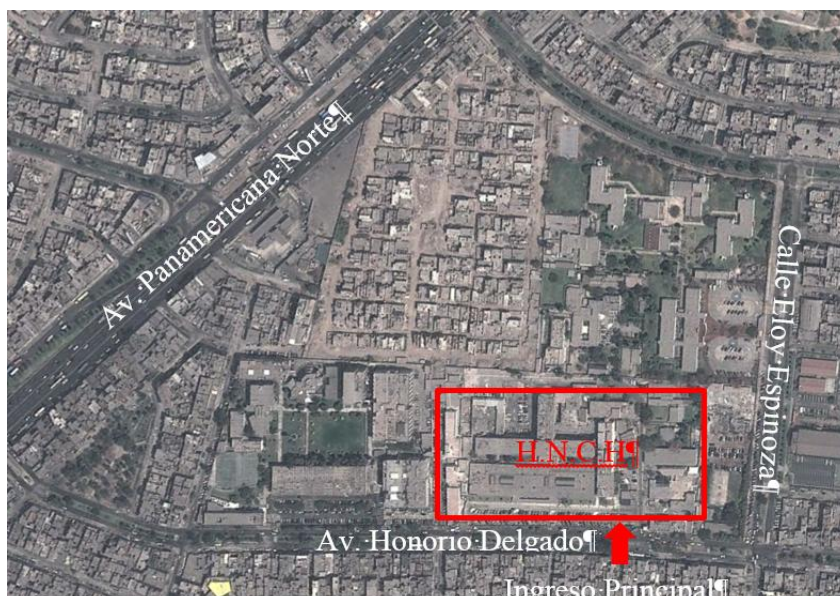 Av. Panamericana Norte¶
Calle Eloy Espinoza¶
H.N.C.H¶
Av. Honorio Delgado¶
Ingreso Principal¶